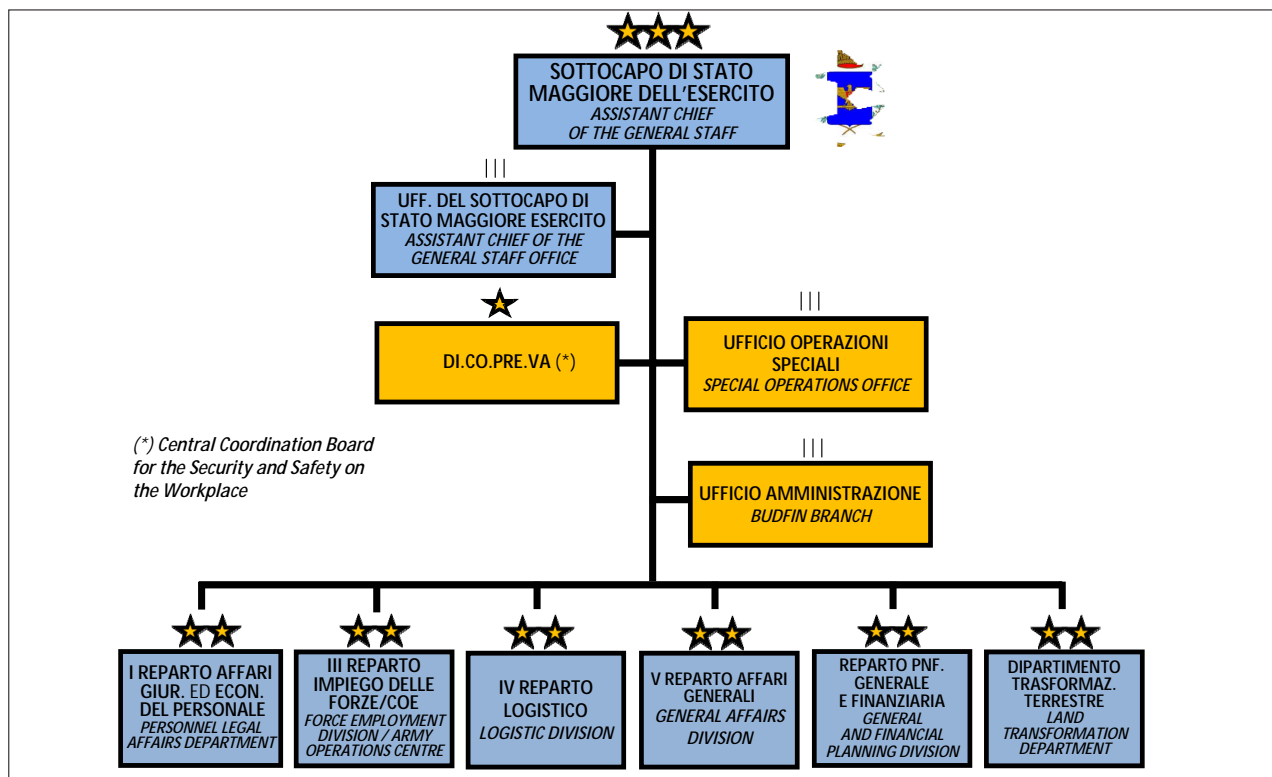 SOTTOCAPO DI STATO
MAGGIORE DELL'ESERCITO
ASSISTANT CHIEF
OF THE GENERAL STAFF
|||
UFF. DEL SOTTOCAPO DI
STATO MAGGIORE ESERCITO
ASSISTANT CHIEF OF THE
GENERAL STAFF OFFICE
DI.CO.PRE.VA (*)
|||
UFFICIO OPERAZIONI
SPECIALI
SPECIAL OPERATIONS OFFICE
(*) Central Coordination Board
for the Security and Safety on
the Workplace
|||
UFFICIO AMMINISTRAZIONE
BUDFIN BRANCH
I REPARTO AFFARI
GIUR. ED ECON.
DEL PERSONALE
PERSONNEL LEGAL
AFFAIRS DEPARTMENT
III REPARTO
IMPIEGO DELLE
FORZE/COE
FORCE EMPLOYMENT
DIVISION / ARMY
OPERATIONS CENTRE
IV REPARTO
LOGISTICO
LOGISTIC DIVISION
V REPARTO AFFARI
GENERALI
GENERAL AFFAIRS
DIVISION
REPARTO PNF.
GENERALE
E FINANZIARIA
GENERAL
AND FINANCIAL
PLANNING DIVISION
DIPARTIMENTO
TRASFORMAZ.
TERRESTRE
LAND
TRANSFORMATION
DEPARTMENT